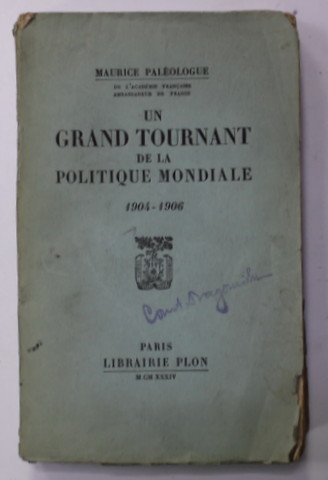 MAURICE PALÉOLOGUE
DE L'ACADÉMIE FRANÇAISE
AMBASSADEUR DE FRANCE
UN
GRAND TOURNANT
DE LA
POLITIQUE MONDIALE
1904-1906
PARIS
LIBRAIRIE PLON
M CM XXXIV